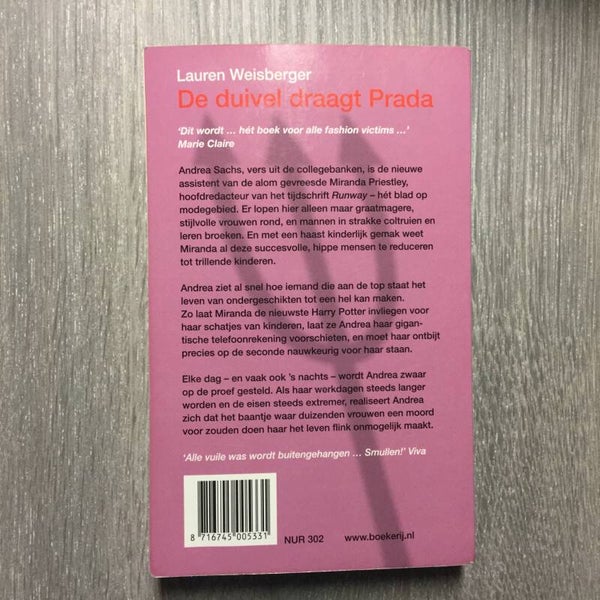 Lauren Weisberger
De duivel draagt Prada
‘Dit wordt ... hét boek voor alle fashion victims ...’
Marie Claire
Andrea Sachs, vers uit de collegebanken, is de nieuwe
assistent van de alom gevreesde Miranda Priestley,
hoofdredacteur van het tijdschrift Runway – hét blad op
modegebied. Er lopen hier alleen maar graatmagere,
stijlvolle vrouwen rond, en mannen in strakke coltruien en
leren broeken. En met een haast kinderlijk gemak weet
Miranda al deze succesvolle, hippe mensen te reduceren
tot trillende kinderen.
Andrea ziet al snel hoe iemand die aan de top staat het
leven van ondergeschikten tot een hel kan maken.
Zo laat Miranda de nieuwste Harry Potter invliegen voor
haar schatjes van kinderen, laat ze Andrea haar gigan-
tische telefoonrekening voorschieten, en moet haar ontbijt
precies op de seconde nauwkeurig voor haar staan.
Elke dag – en vaak ook ’s nachts – wordt Andrea zwaar
op de proef gesteld. Als haar werkdagen steeds langer
worden en de eisen steeds extremer, realiseert Andrea
zich dat het baantje waar duizenden vrouwen een moord
voor zouden doen haar het leven flink onmogelijk maakt.
‘Alle vuile was wordt buitengehangen ... Smullen!’ Viva
8 716745 005331
NUR 302
www.boekerij.nl